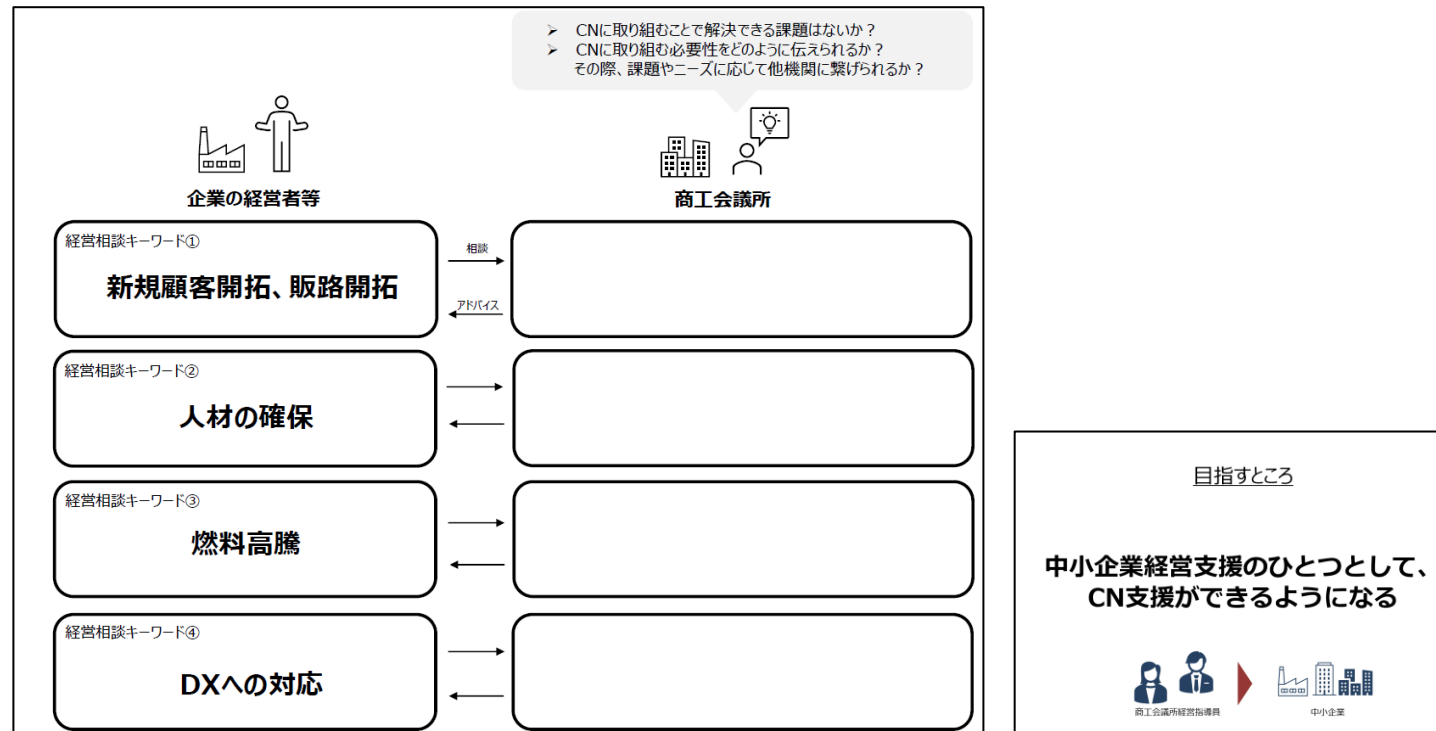 ➢ CNに取り組むことで解決できる課題はないか？
➢ CNに取り組む必要性をどのように伝えられるか？
その際、課題やニーズに応じて他機関に繋げられるか？
企業の経営者等
商工会議所
経営相談キーワード①
新規顧客開拓、販路開拓
相談
アドバイス
経営相談キーワード②
人材の確保
経営相談キーワード③
燃料高騰
経営相談キーワード④
DXへの対応
目指すところ
中小企業経営支援のひとつとして、
CN支援ができるようになる
商工会議所経営指導員
中小企業